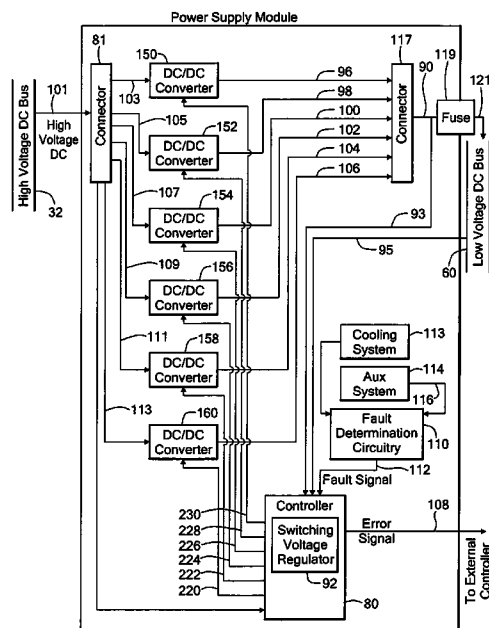 Power Supply Module
81
150
117
119
121
DC/DC
Converter
96
90
Fuse
101
103
98
High Voltage DC Bus
High
Voltage
DC
Connector
105
152
100
Connector
DC/DC
Converter
102
104
32
107
154
106
DC/DC
Converter
93
95
Low Voltage DC Bus
109
156
60
DC/DC
Converter
Cooling
System
113
111
158
Aux
System
114
DC/DC
Converter
116
113
160
Fault
Determination
Circuitry
110
DC/DC
Converter
112
Fault Signal
230
228
226
224
222
220
Controller
Switching
Voltage
Regulator
92
80
Error
Signal
108
To External
Controller